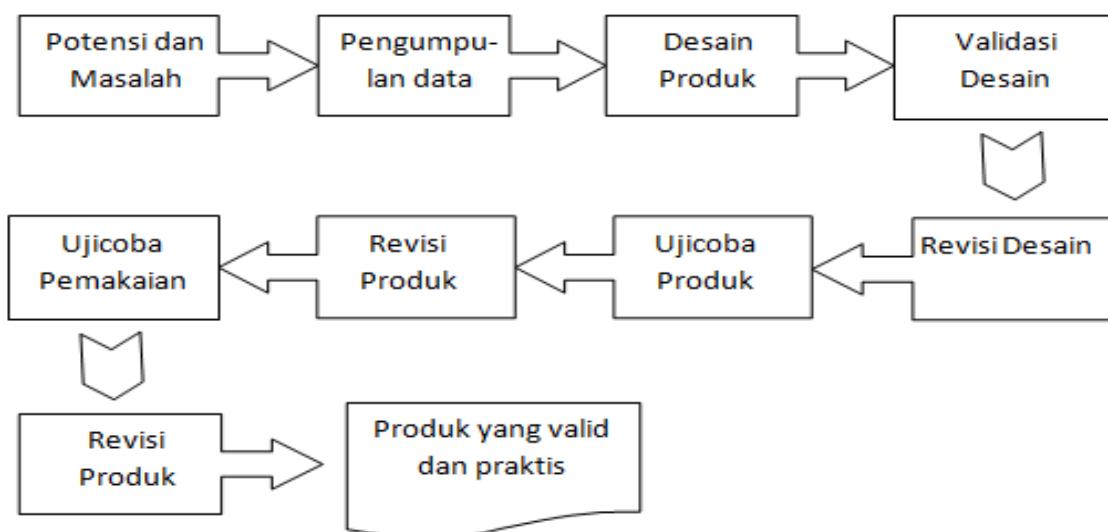 Potensi dan
Masalah
Pengumpu-
lan data
Desain
Produk
Validasi
Desain
Revisi Desain
Ujicoba
Produk
Revisi
Produk
Ujicoba
Pemakaian
Revisi
Produk
Produk yang valid
dan praktis